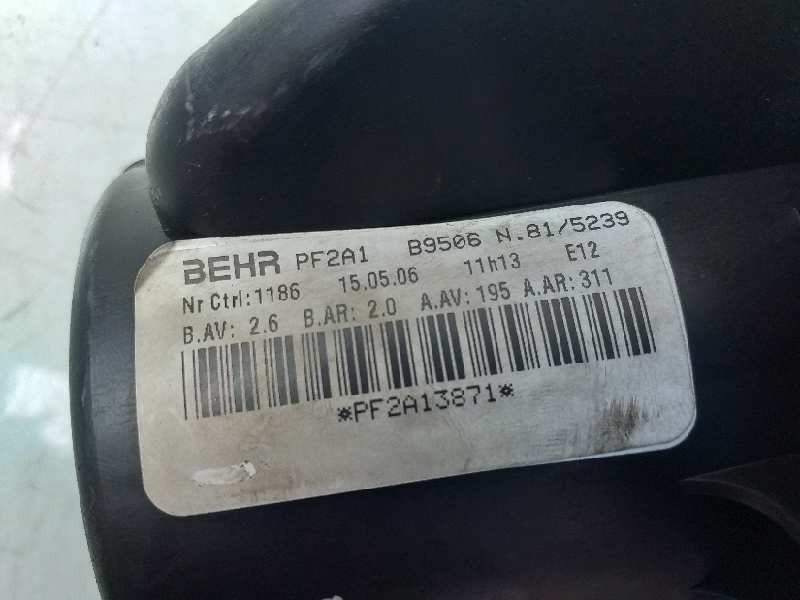 BEHR PF2A1 B9506 N.81/5239
Nr Ctrl:1186 15.05.06 11h13 E12
B.AV: 2.6 B.AR: 2.0 A.AV: 195 A.AR: 311
*PF2A13871*